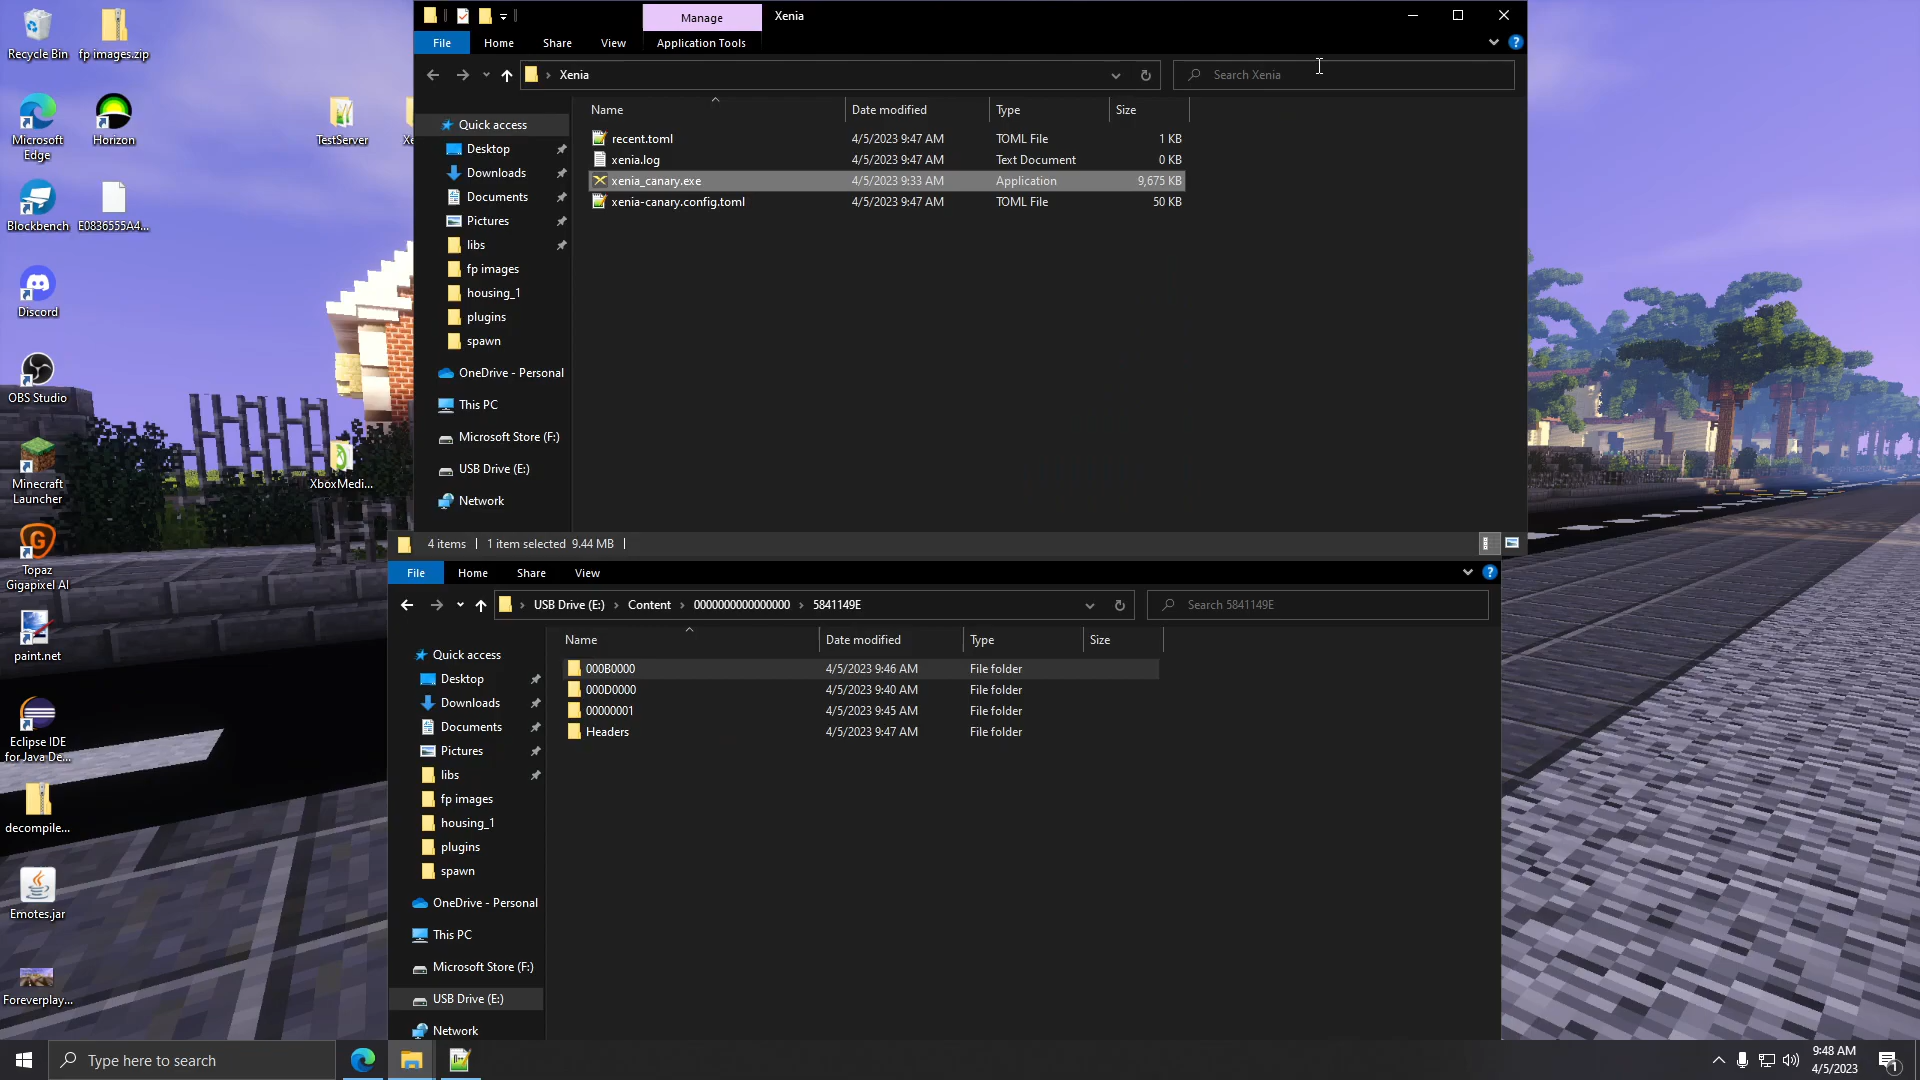 Recycle Bin
fp images.zip
Microsoft
Edge
Horizon
TestServer
Xe
Blockbench
E0836555A4...
Discord
OBS Studio
Minecraft
Launcher
XboxMedi...
Topaz
Gigapixel AI
paint.net
Eclipse IDE
for Java De...
decompile...
Emotes.jar
Foreverplay...
Manage
Xenia
File
Home
Share
View
Application Tools
Xenia
Search Xenia
Name
Date modified
Type
Size
Quick access
Desktop
Downloads
Documents
Pictures
libs
fp images
housing_1
plugins
spawn
OneDrive - Personal
This PC
Microsoft Store (F:)
USB Drive (E:)
Network
recent.toml 4/5/2023 9:47 AM TOML File 1 KB
xenia.log 4/5/2023 9:47 AM Text Document 0 KB
xenia_canary.exe 4/5/2023 9:33 AM Application 9,675 KB
xenia-canary.config.toml 4/5/2023 9:47 AM TOML File 50 KB
4 items 1 item selected 9.44 MB
File
Home
Share
View
USB Drive (E:) › Content › 0000000000000000 › 5841149E
Search 5841149E
Name
Date modified
Type
Size
Quick access
Desktop
Downloads
Documents
Pictures
libs
fp images
housing_1
plugins
spawn
OneDrive - Personal
This PC
Microsoft Store (F:)
USB Drive (E:)
Network
000B0000 4/5/2023 9:46 AM File folder
000D0000 4/5/2023 9:40 AM File folder
00000001 4/5/2023 9:45 AM File folder
Headers 4/5/2023 9:47 AM File folder
Type here to search
9:48 AM
4/5/2023
1